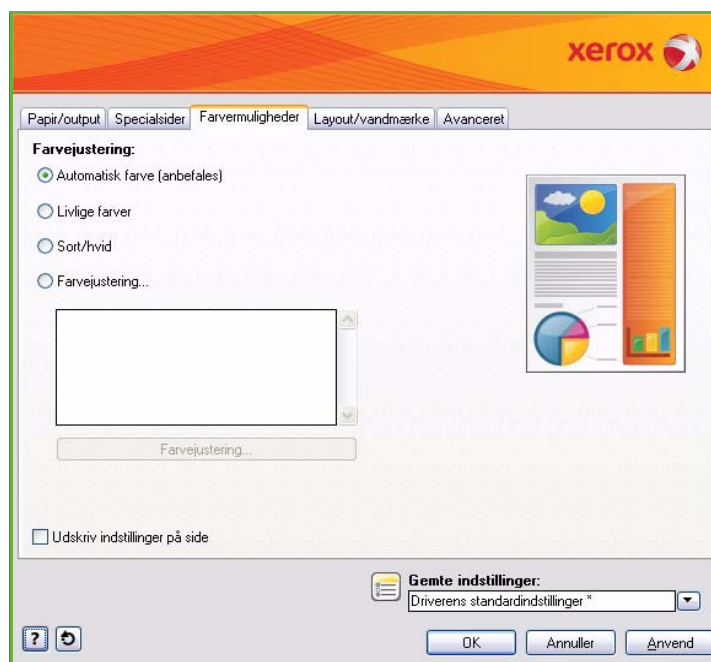 xerox
Papir/output Specialsider Farvermuligheder Layout/vandmærke Avanceret
Farvejustering:
Automatisk farve (anbefales)
Livlige farver
Sort/hvid
Farvejustering...
Farvejustering...
Udskriv indstillinger på side
Gemte indstillinger:
Driverens standardindstillinger *
? OK Annuller Anvend